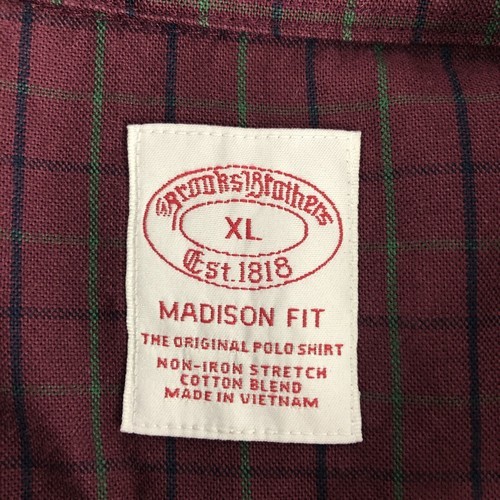 Brooks Brothers
XL
Est. 1818
MADISON FIT
THE ORIGINAL POLO SHIRT
NON-IRON STRETCH
COTTON BLEND
MADE IN VIETNAM